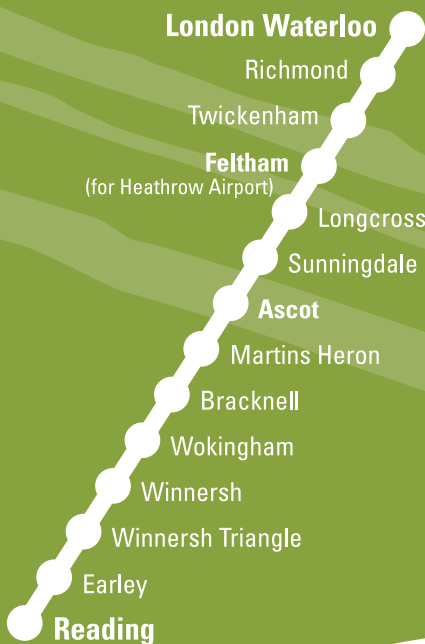 London Waterloo
Richmond
Twickenham
Feltham
(for Heathrow Airport)
Longcross
Sunningdale
Ascot
Martins Heron
Bracknell
Wokingham
Winnersh
Winnersh Triangle
Earley
Reading